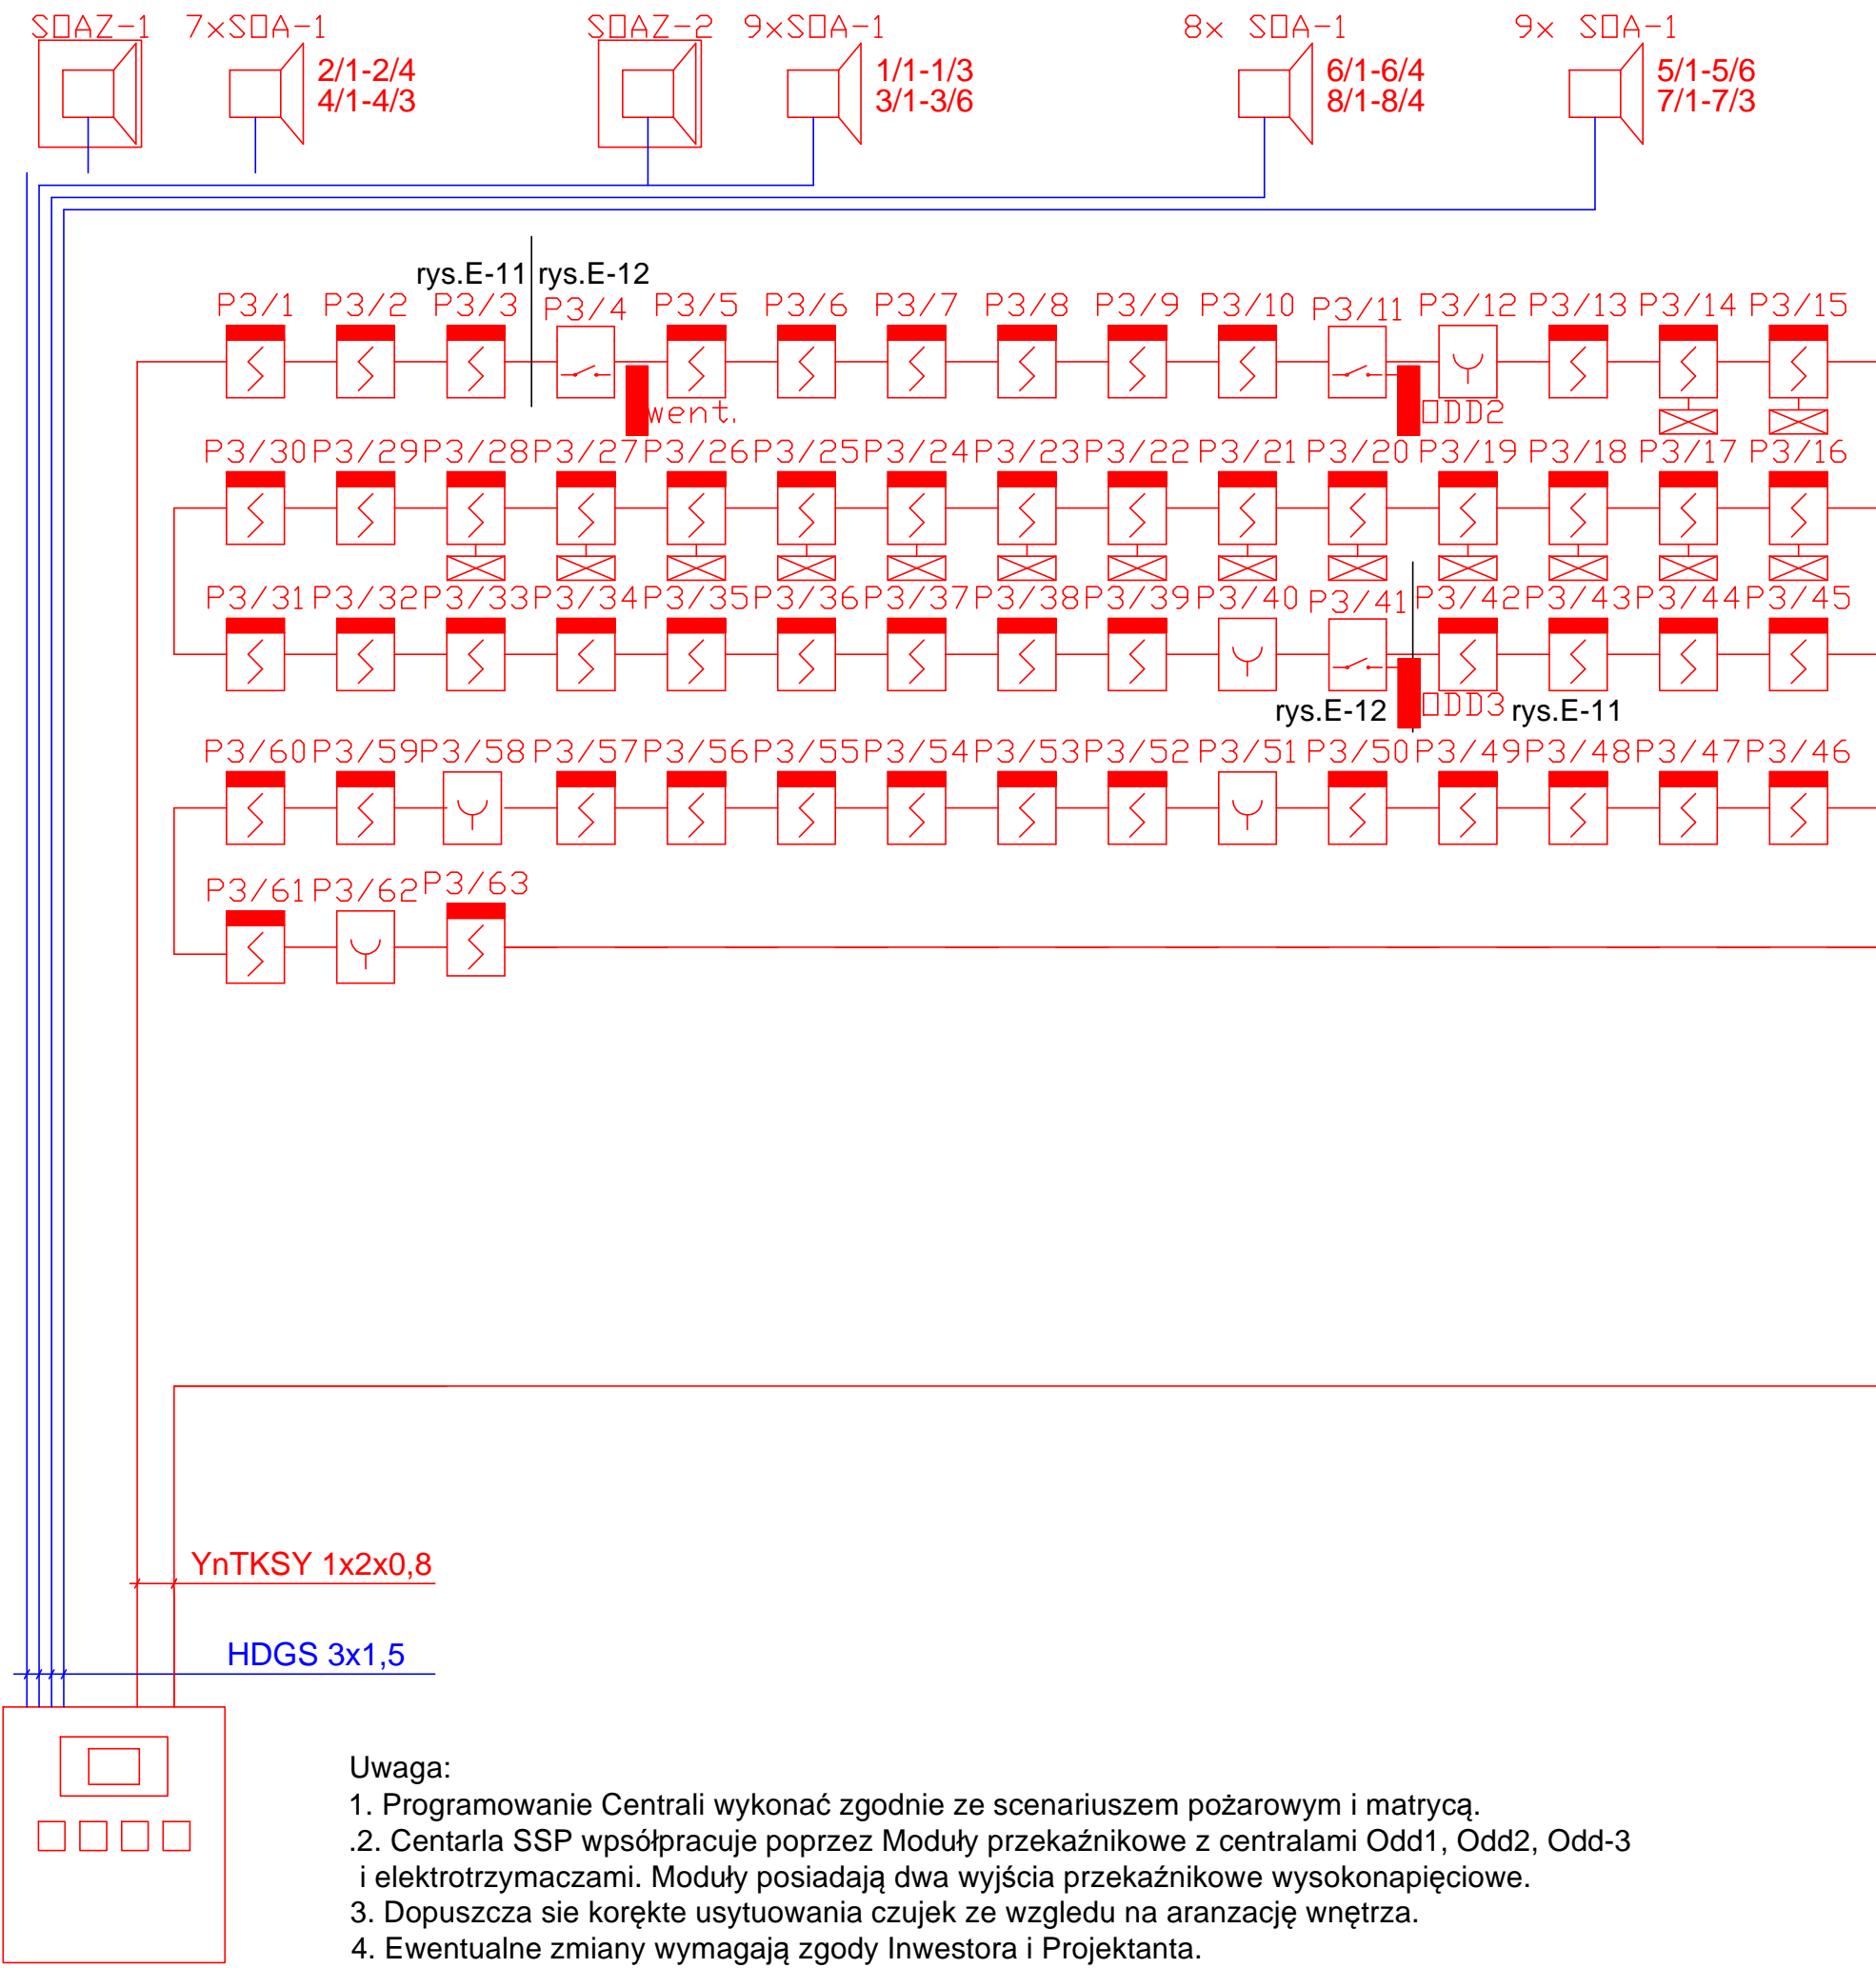 SOAZ-1 7xSOA-1 SOAZ-2 9xSOA-1 8x SOA-1 9x SOA-1
2/1-2/4 1/1-1/3 6/1-6/4 5/1-5/6
4/1-4/3 3/1-3/6 8/1-8/4 7/1-7/3
rys.E-11 rys.E-12
P3/1 P3/2 P3/3 P3/4 P3/5 P3/6 P3/7 P3/8 P3/9 P3/10 P3/11 P3/12 P3/13 P3/14 P3/15
went. ODD2
P3/30 P3/29 P3/28 P3/27 P3/26 P3/25 P3/24 P3/23 P3/22 P3/21 P3/20 P3/19 P3/18 P3/17 P3/16
P3/31 P3/32 P3/33 P3/34 P3/35 P3/36 P3/37 P3/38 P3/39 P3/40 P3/41 P3/42 P3/43 P3/44 P3/45
rys.E-12 ODD3 rys.E-11
P3/60 P3/59 P3/58 P3/57 P3/56 P3/55 P3/54 P3/53 P3/52 P3/51 P3/50 P3/49 P3/48 P3/47 P3/46
P3/61 P3/62 P3/63
YnTKSY 1x2x0,8
HDGS 3x1,5
Uwaga:
1. Programowanie Centrali wykonać zgodnie ze scenariuszem pożarowym i matrycą.
.2. Centarla SSP wpsółpracuje poprzez Moduły przekaźnikowe z centralami Odd1, Odd2, Odd-3
i elektrotrzymaczami. Moduły posiadają dwa wyjścia przekaźnikowe wysokonapięciowe.
3. Dopuszcza sie korękte usytuowania czujek ze wzgledu na aranzację wnętrza.
4. Ewentualne zmiany wymagają zgody Inwestora i Projektanta.